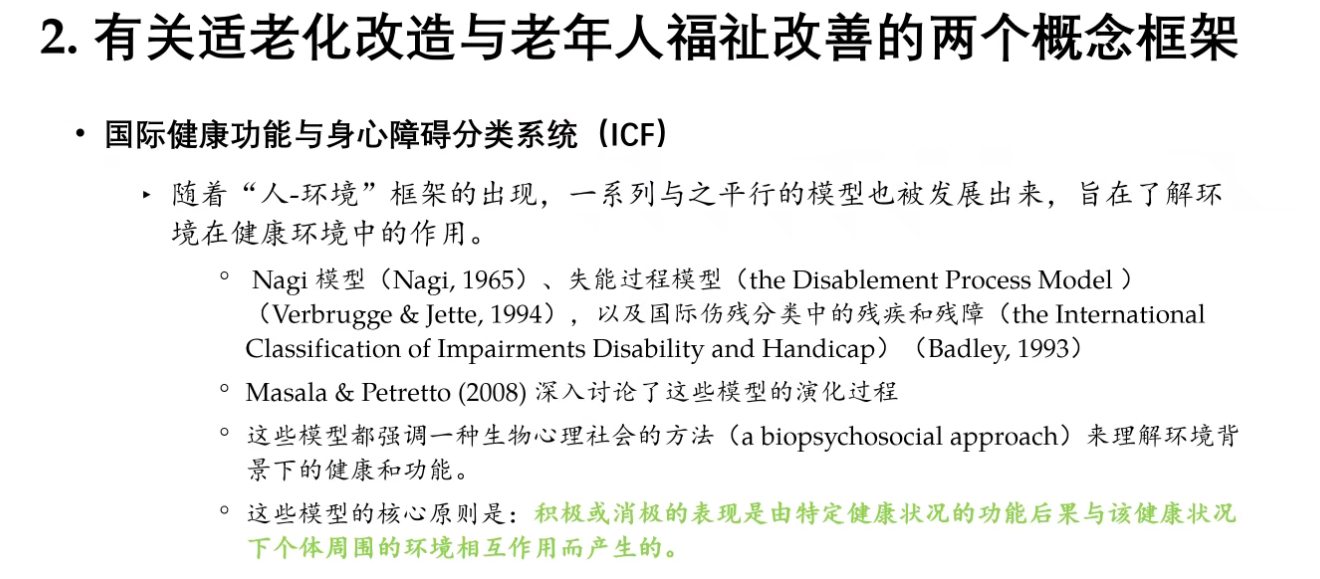 2. 有关适老化改造与老年人福祉改善的两个概念框架
• 国际健康功能与身心障碍分类系统（ICF）
‣ 随着“人-环境”框架的出现，一系列与之平行的模型也被发展出来，旨在了解环
境在健康环境中的作用。
◦ Nagi 模型（Nagi, 1965）、失能过程模型（the Disablement Process Model ）
（Verbrugge & Jette, 1994），以及国际伤残分类中的残疾和残障（the International
Classification of Impairments Disability and Handicap）（Badley, 1993）
◦ Masala & Petretto (2008) 深入讨论了这些模型的演化过程
◦ 这些模型都强调一种生物心理社会的方法（a biopsychosocial approach）来理解环境背
景下的健康和功能。
◦ 这些模型的核心原则是：积极或消极的表现是由特定健康状况的功能后果与该健康状况
下个体周围的环境相互作用而产生的。